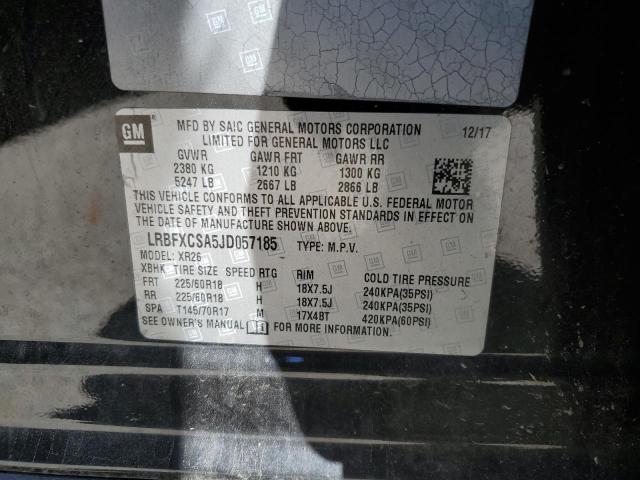 GM
MFD BY SAIC GENERAL MOTORS CORPORATION 12/17
LIMITED FOR GENERAL MOTORS LLC
GVWR GAWR FRT GAWR RR
2380 KG 1210 KG 1300 KG
5247 LB 2667 LB 2866 LB
THIS VEHICLE CONFORMS TO ALL APPLICABLE U.S. FEDERAL MOTOR
VEHICLE SAFETY AND THEFT PREVENTION STANDARDS IN EFFECT ON
THE DATE OF MANUFACTURE SHOWN ABOVE.
LRBFXCSA5JD057185 TYPE: M.P.V.
MODEL: XR26
XBHK TIRE SIZE SPEED RTG RIM COLD TIRE PRESSURE
FRT 225/60R18 H 18X7.5J 240KPA(35PSI)
RR 225/60R18 H 18X7.5J 240KPA(35PSI)
SPA T145/70R17 M 17X4BT 420KPA(60PSI)
SEE OWNER'S MANUAL FOR MORE INFORMATION.